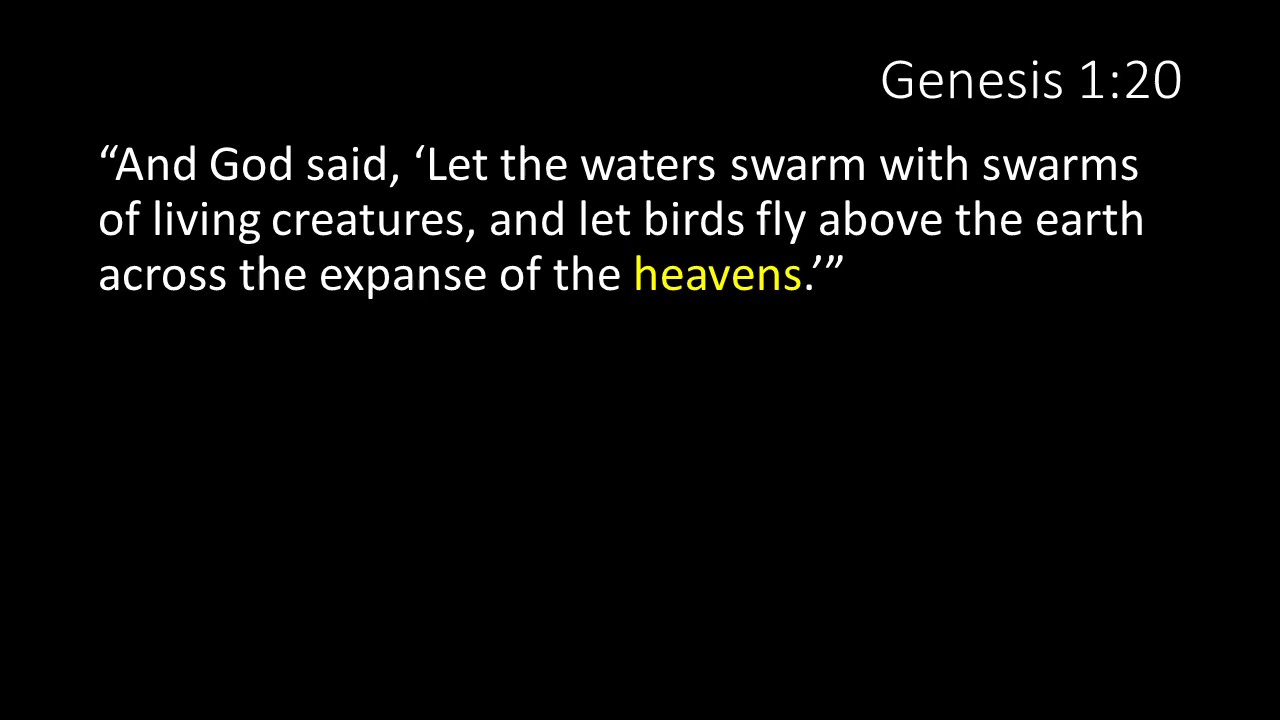 Genesis 1:20
“And God said, ‘Let the waters swarm with swarms
of living creatures, and let birds fly above the earth
across the expanse of the heavens.’”